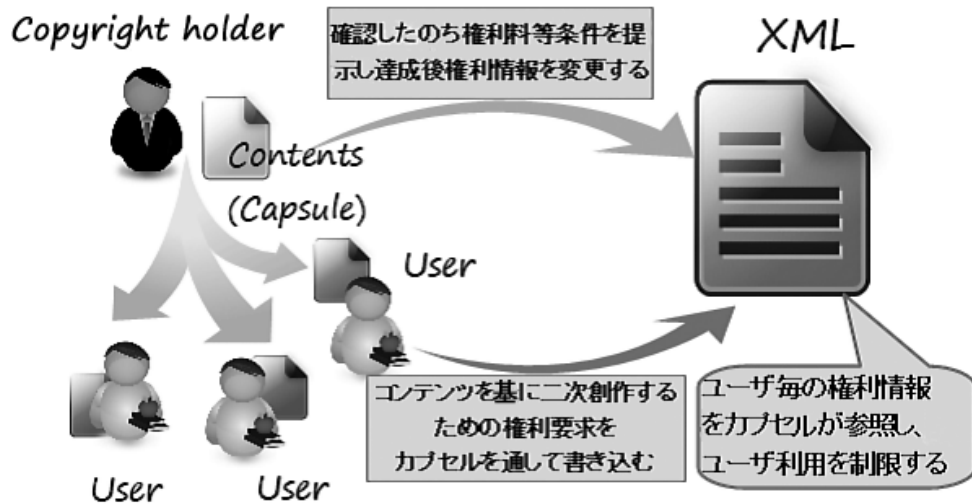 Copyright holder
確認したのち権利料等条件を提
示し達成後権利情報を変更する
XML
Contents
(Capsule)
User
コンテンツを基に二次創作する
ための権利要求を
カプセルを通して書き込む
ユーザ毎の権利情報
をカプセルが参照し、
ユーザ利用を制限する
User
User